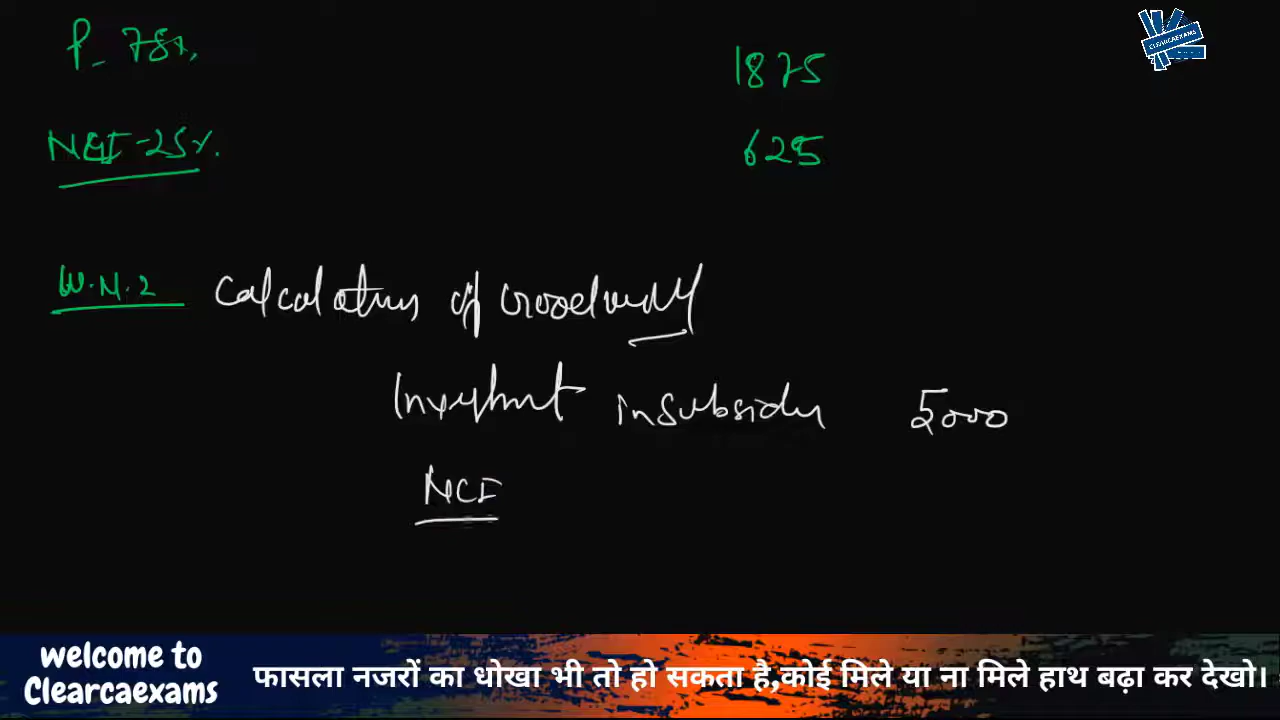 P - 75%. 1875
NCI - 25%. 625
W.N.2 Calculation of Goodwill
Investment in subsidiary 5000
NCI
CLEARCAEXAMS
welcome to
Clearcaexams
फासला नजरों का धोखा भी तो हो सकता है,कोई मिले या ना मिले हाथ बढ़ा कर देखो।